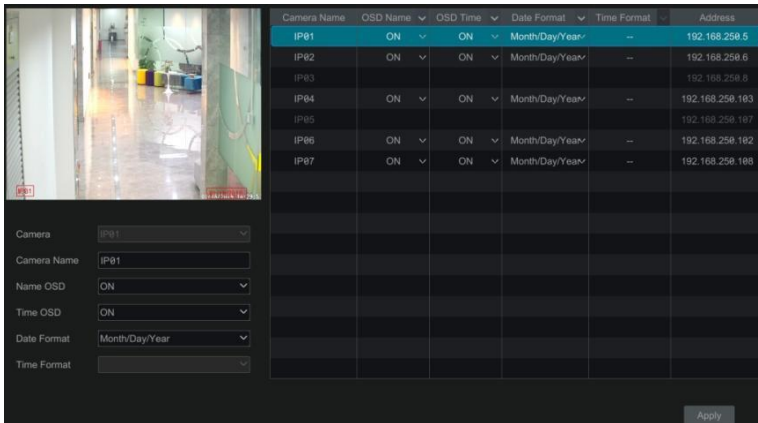 Camera Name OSD Name OSD Time Date Format Time Format Address
IP01 ON ON Month/Day/Year -- 192.168.250.5
IP02 ON ON Month/Day/Year -- 192.168.250.6
IP03 192.168.250.8
IP04 ON ON Month/Day/Year -- 192.168.250.103
IP05 192.168.250.107
IP06 ON ON Month/Day/Year -- 192.168.250.102
IP07 ON ON Month/Day/Year -- 192.168.250.108
IP01
Camera IP01
Camera Name IP01
Name OSD ON
Time OSD ON
Date Format Month/Day/Year
Time Format
Apply